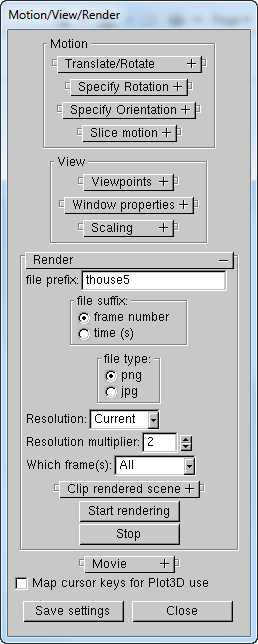 Motion/View/Render
Motion
Translate/Rotate +
Specify Rotation +
Specify Orientation +
Slice motion +
View
Viewpoints +
Window properties +
Scaling +
Render –
file prefix: thouse5
file suffix:
frame number
time (s)
file type:
png
jpg
Resolution: Current
Resolution multiplier: 2
Which frame(s): All
Clip rendered scene +
Start rendering
Stop
Movie +
Map cursor keys for Plot3D use
Save settings Close